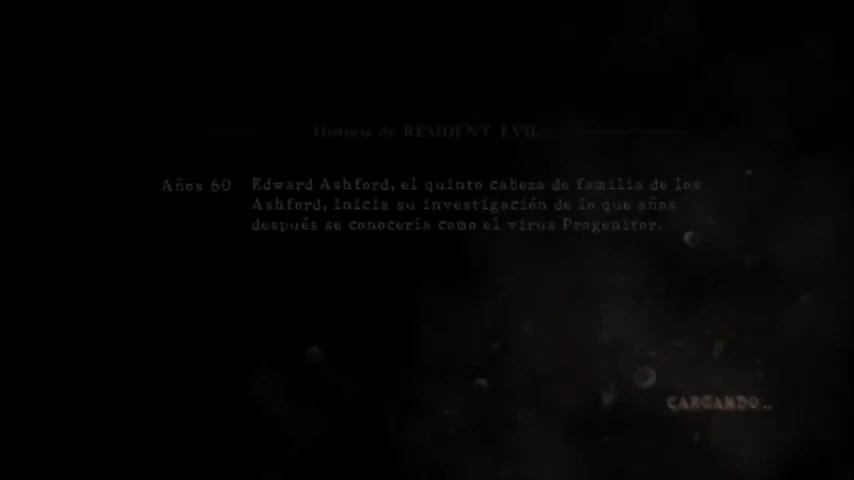 Historia de RESIDENT EVIL
Años 60 Edward Ashford, el quinto cabeza de familia de los
Ashford, inicia su investigación de lo que años
después se conocería como el virus Progenitor.
CARGANDO..